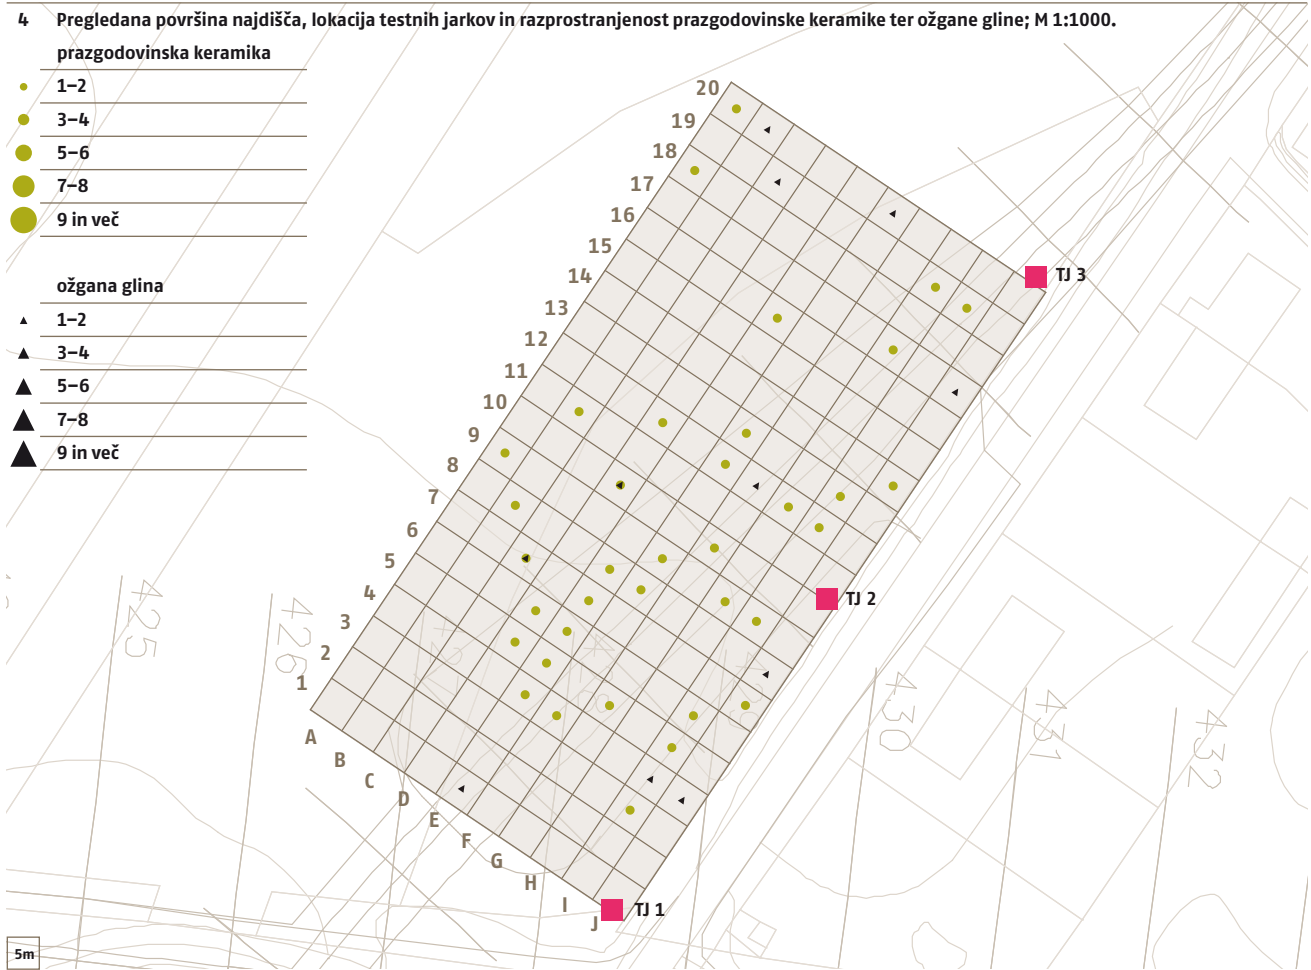 4 Pregledana površina najdišča, lokacija testnih jarkov in razprostranjenost prazgodovinske keramike ter ožgane gline; M 1:1000.
prazgodovinska keramika
1–2
3–4
5–6
7–8
9 in več
ožgana glina
1–2
3–4
5–6
7–8
9 in več
20
19
18
17
16
15
14
13
12
11
10
9
8
7
6
5
4
3
2
1
A
B
C
D
E
F
G
H
I
J
TJ 3
TJ 2
TJ 1
425
426
430
431
432
5m